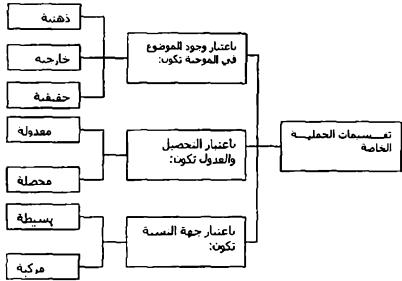 تقسيمات الحملية
الخاصة
باعتبار وجود الموضوع
في الموجبة تكون:
ذهنية
خارجية
حقيقية
باعتبار التحصيل
والعدول تكون:
معدولة
محصلة
باعتبار جهة النسبة
تكون:
بسيطة
مركبة